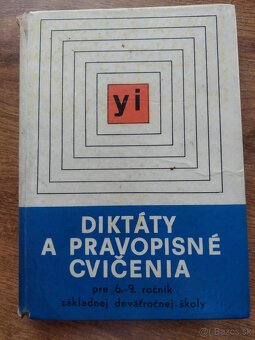 yi
DIKTÁTY
A PRAVOPISNÉ
CVIČENIA
pre 6.-9. ročník
základnej deväťročnej školy
Bazos.sk